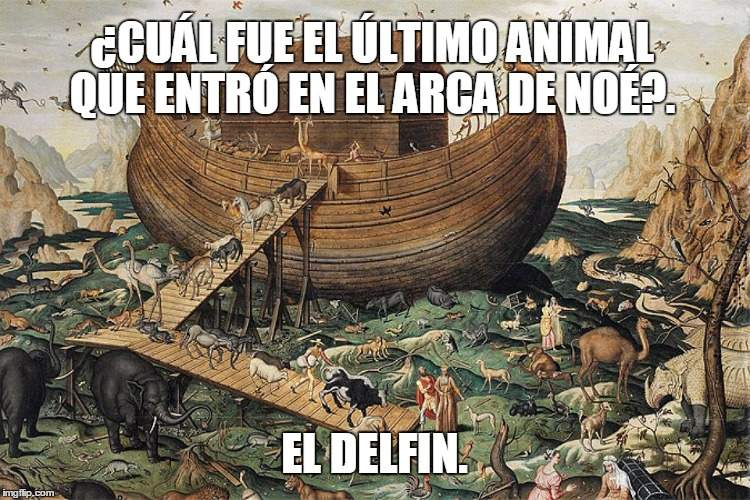 ¿CUÁL FUE EL ÚLTIMO ANIMAL
QUE ENTRÓ EN EL ARCA DE NOÉ?.
EL DELFIN.
imgflip.com